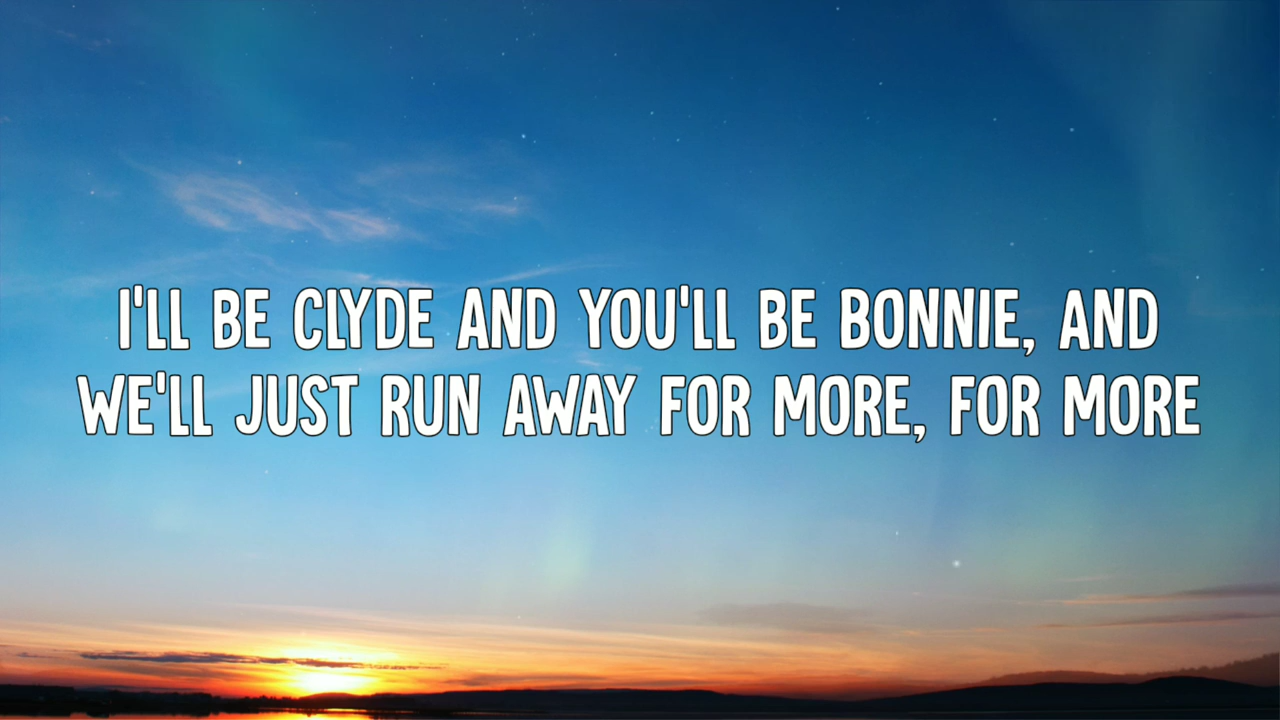 I'LL BE CLYDE AND YOU'LL BE BONNIE, AND
WE'LL JUST RUN AWAY FOR MORE, FOR MORE